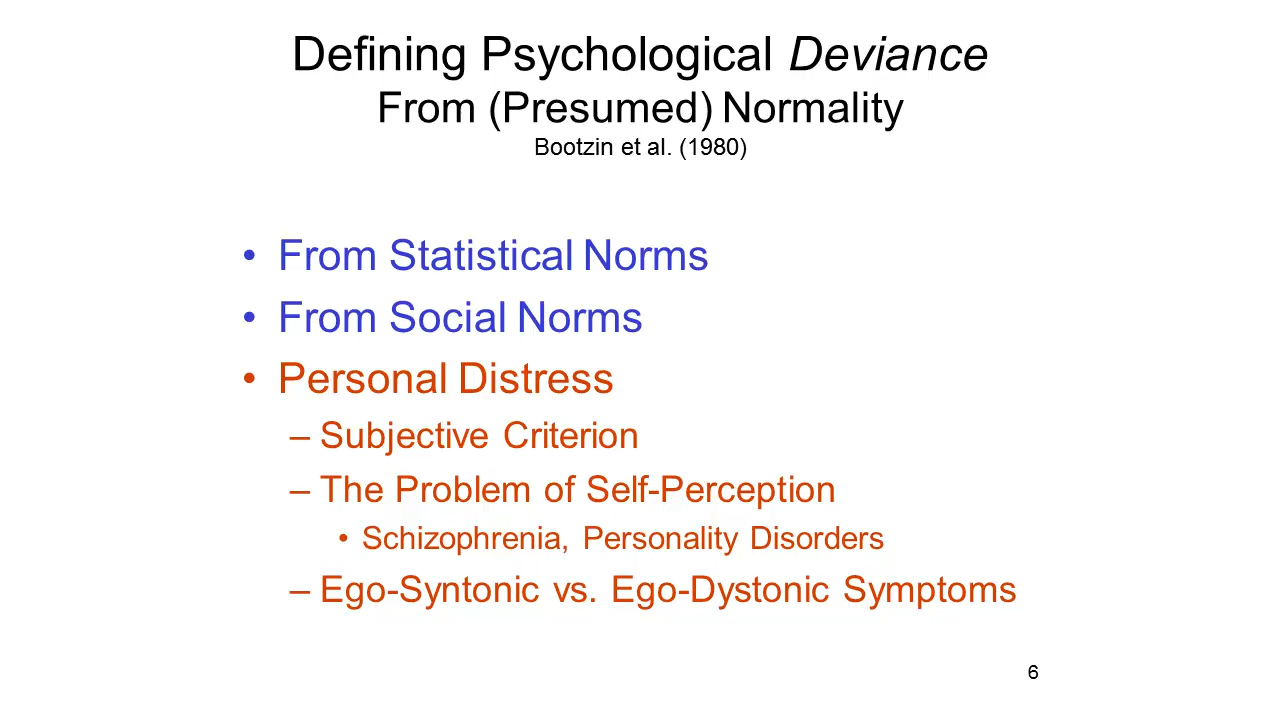 Defining Psychological Deviance
From (Presumed) Normality
Bootzin et al. (1980)
• From Statistical Norms
• From Social Norms
• Personal Distress
– Subjective Criterion
– The Problem of Self-Perception
• Schizophrenia, Personality Disorders
– Ego-Syntonic vs. Ego-Dystonic Symptoms
6